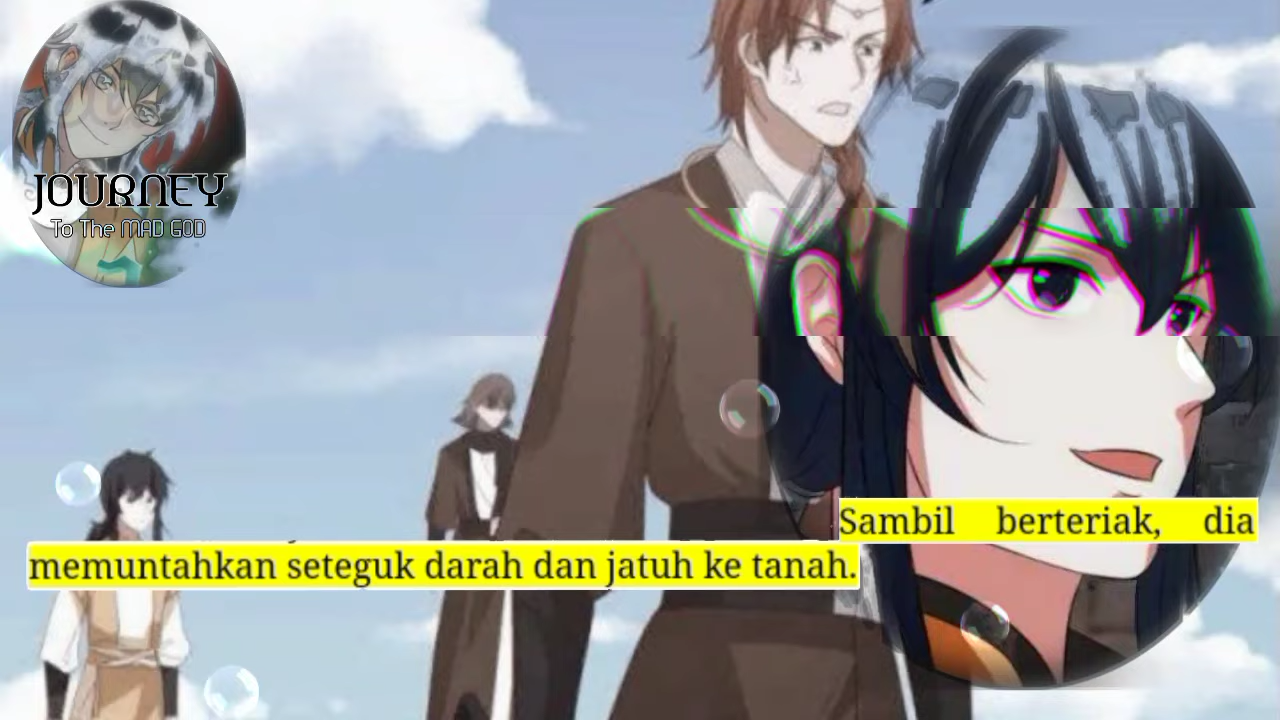 JOURNEY
To The MAD GOD
Sambil berteriak, dia
memuntahkan seteguk darah dan jatuh ke tanah.